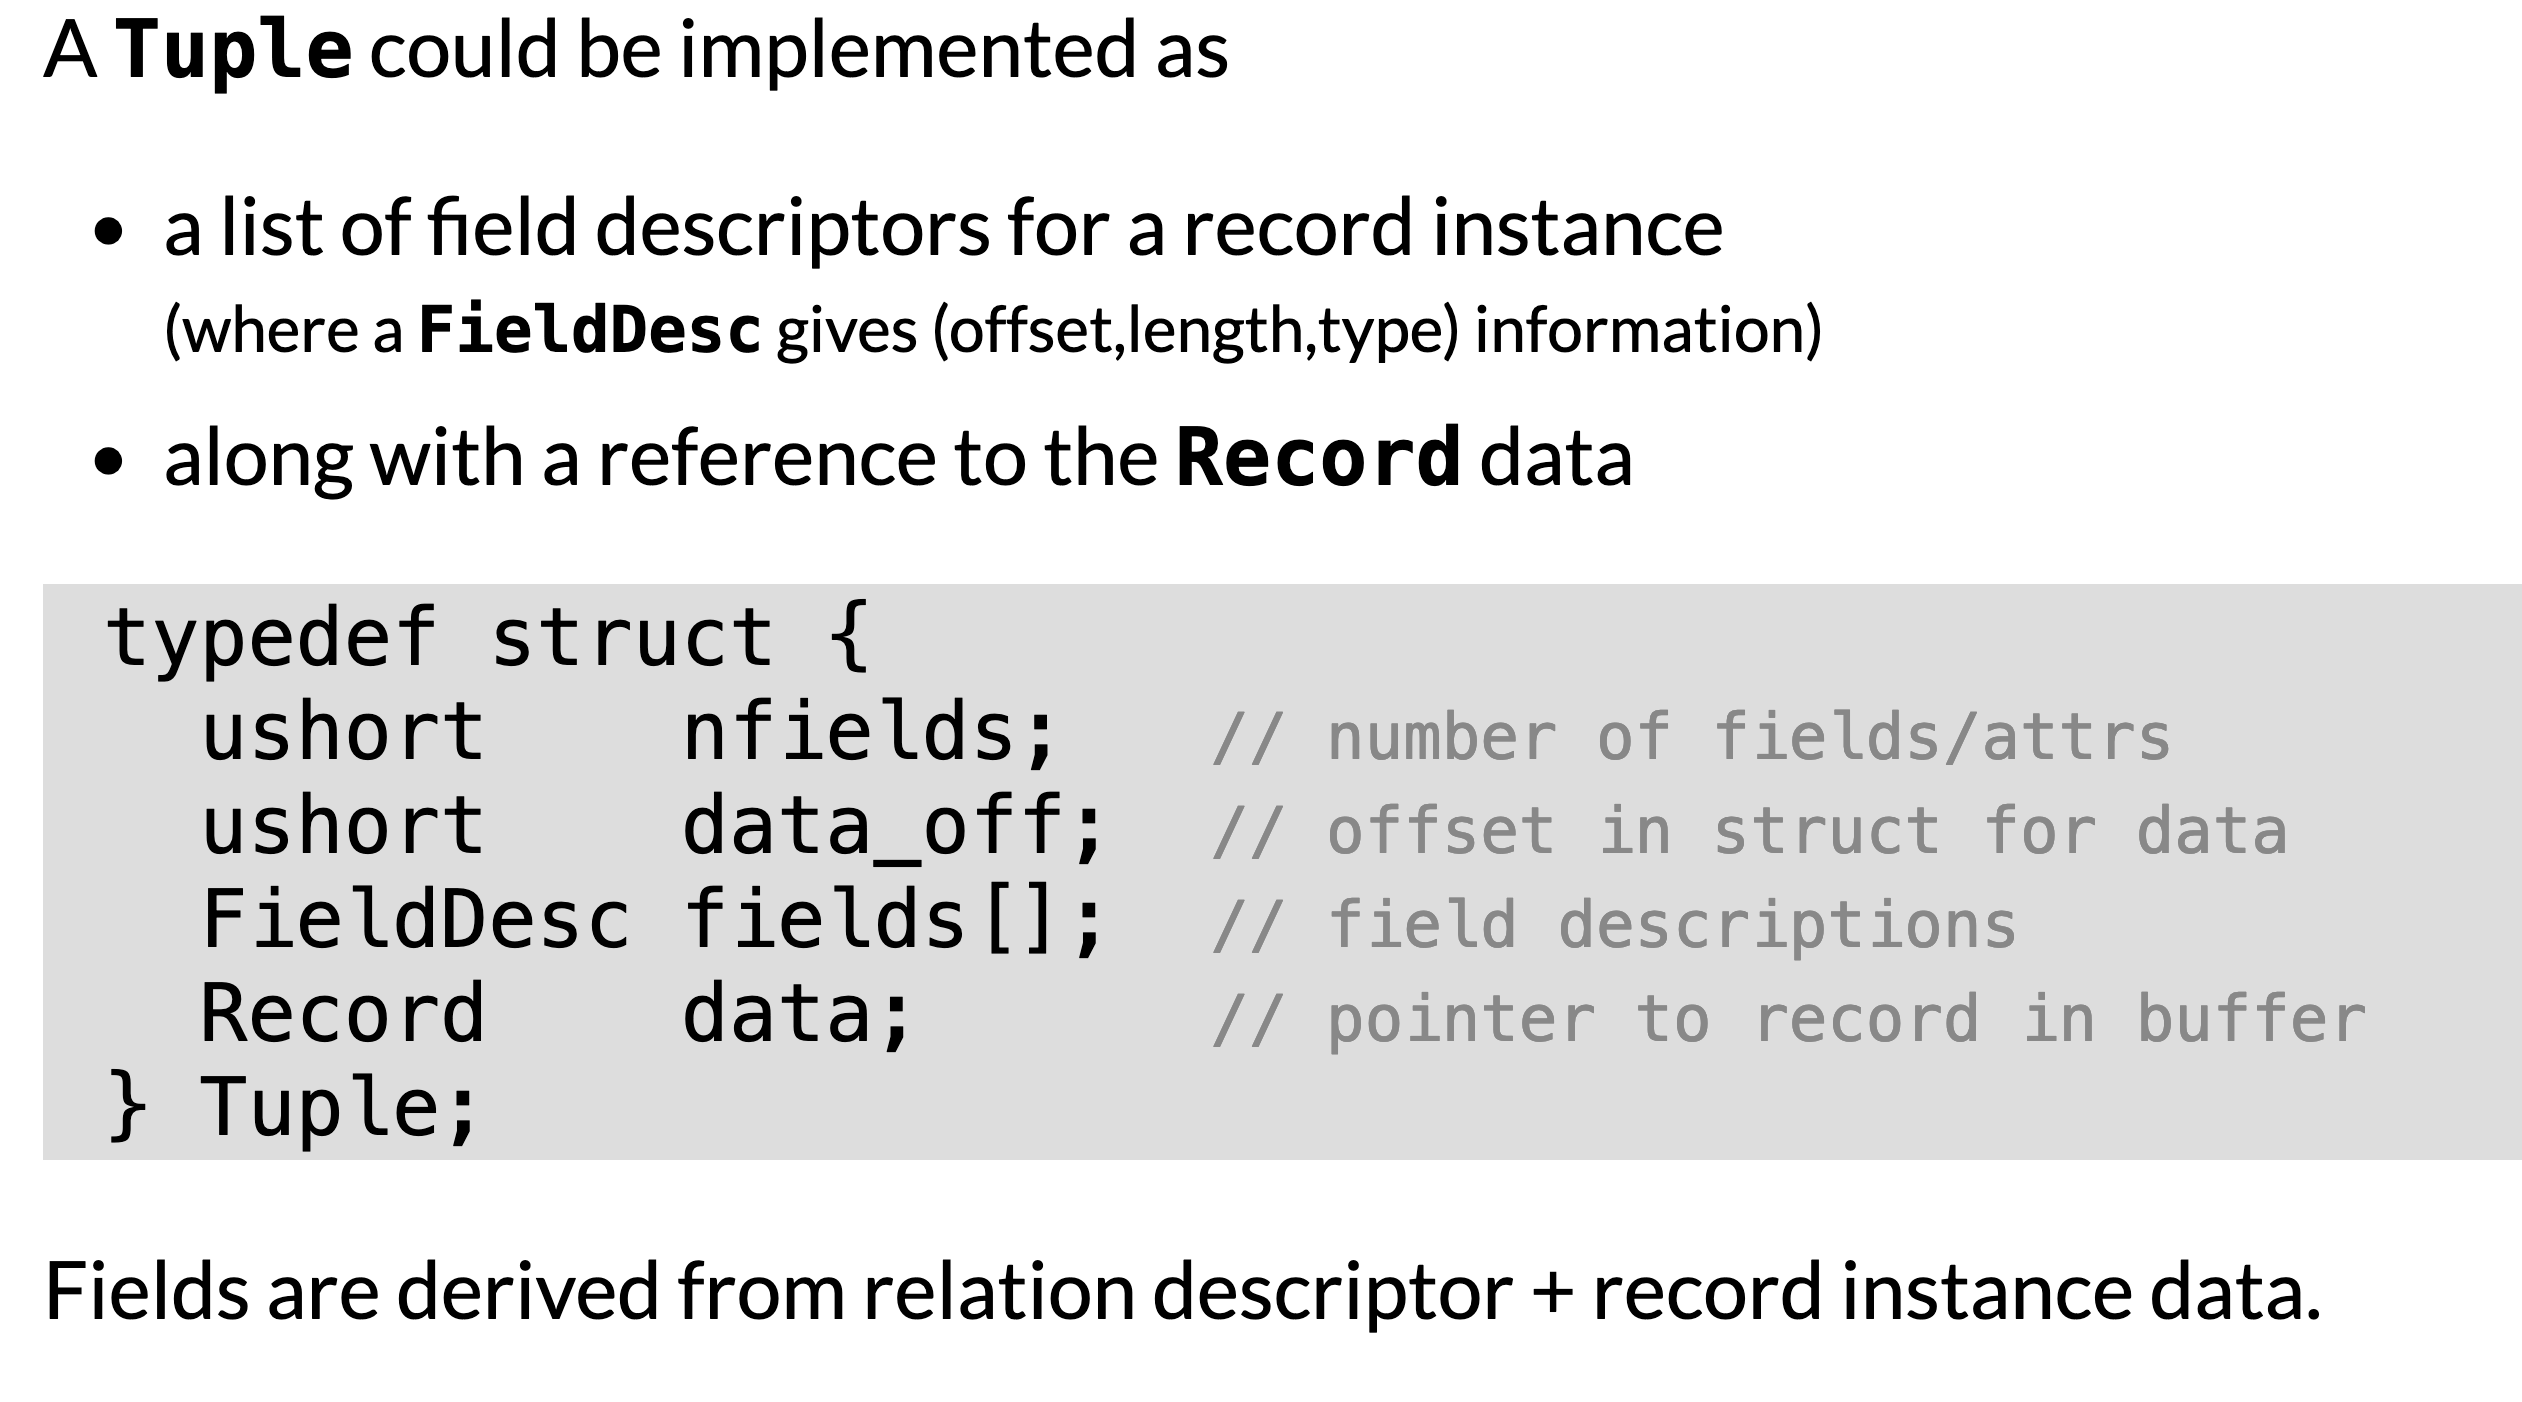 A Tuple could be implemented as
• a list of field descriptors for a record instance
(where a FieldDesc gives (offset,length,type) information)
• along with a reference to the Record data
typedef struct {
  ushort    nfields;   // number of fields/attrs
  ushort    data_off;  // offset in struct for data
  FieldDesc fields[];  // field descriptions
  Record    data;      // pointer to record in buffer
} Tuple;
Fields are derived from relation descriptor + record instance data.